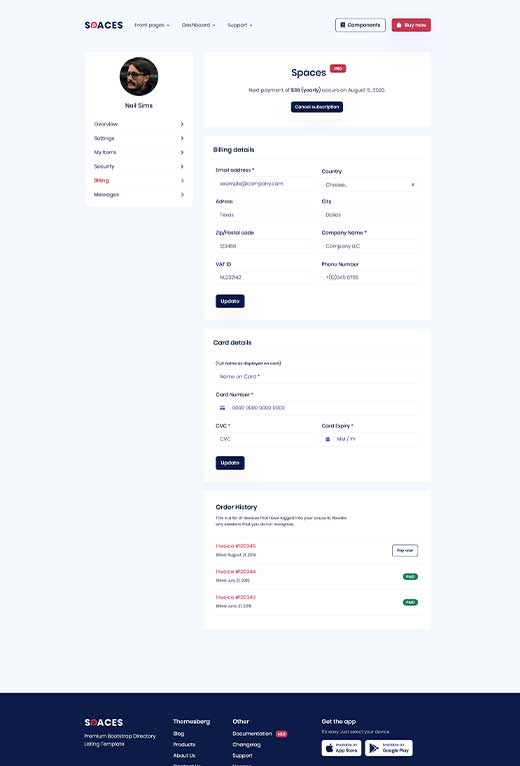 SPACES
Front pages
Dashboard
Support
Components
Buy now
Neil Sims
Overview
Settings
My Items
Security
Billing
Messages
Spaces PRO
Next payment of $36 (yearly) occurs on August 13, 2020.
Cancel subscription
Billing details
Email address *
Country
example@company.com
Choose...
Adress
City
Texas
Dallas
Zip/Postal code
Company Name *
123456
Company LLC
VAT ID
Phone Number
NL232142
+(12)345 6789
Update
Card details
(Full name as displayed on card)
Name on Card *
Card Number *
0000 0000 0000 0000
CVC *
Card Expiry *
CVC
MM / YY
Update
Order History
This is a list of devices that have logged into your account. Revoke
any sessions that you do not recognize.
Invoice #120345
Billed August 21, 2019
Pay now
Invoice #120344
Billed July 21, 2019
PAID
Invoice #120343
Billed June 21, 2019
PAID
SPACES
Premium Bootstrap Directory
Listing Template
Themesberg
Blog
Products
About Us
Contact Us
Other
Documentation
Changelog
Support
License
Get the app
It's easy. Just select your device.
Available on
App Store
Available on
Google Play